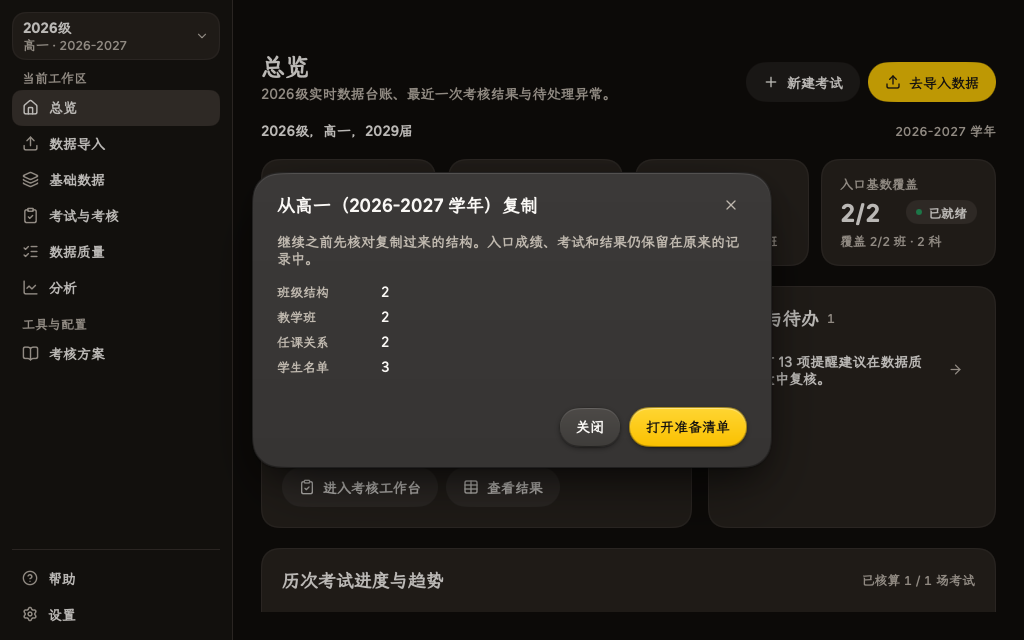 2026级
高一 · 2026-2027
当前工作区
总览
数据导入
基础数据
考试与考核
数据质量
分析
工具与配置
考核方案
帮助
设置
总览
2026级实时数据台账、最近一次考核结果与待处理异常。
新建考试
去导入数据
2026级，高一，2029届
2026-2027 学年
入口基数覆盖
2/2
已就绪
覆盖 2/2 班 · 2 科
班
与待办 1
13 项提醒建议在数据质
中复核。
从高一（2026-2027 学年）复制
继续之前先核对复制过来的结构。入口成绩、考试和结果仍保留在原来的记
录中。
班级结构 2
教学班 2
任课关系 2
学生名单 3
关闭
打开准备清单
进入考核工作台
查看结果
历次考试进度与趋势
已核算 1 / 1 场考试